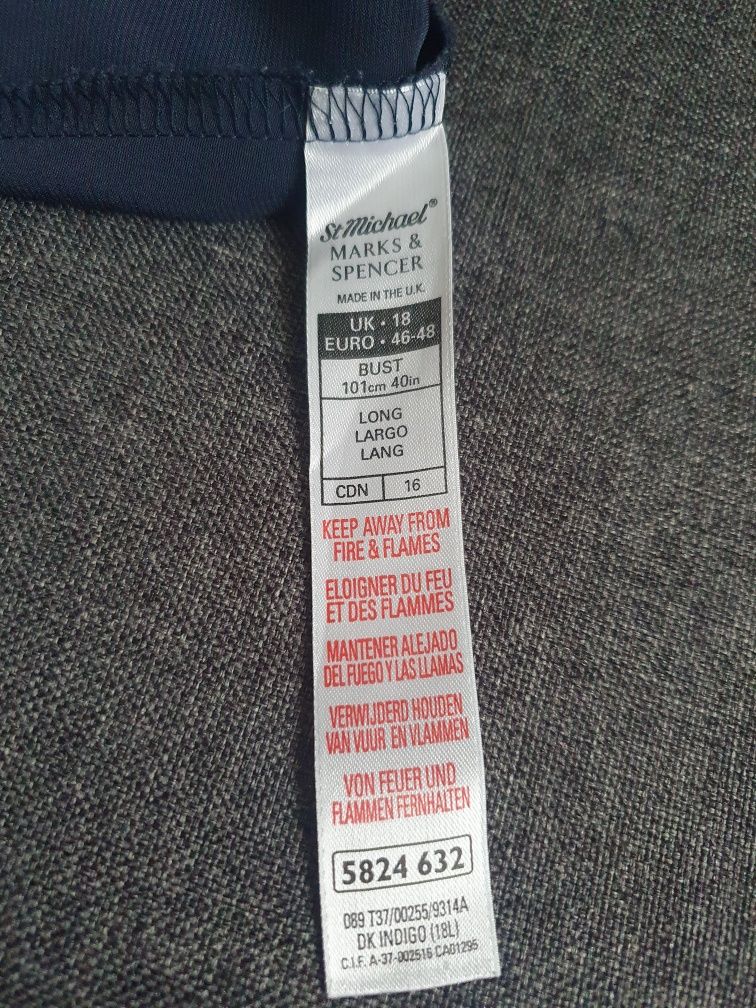 St Michael®
MARKS &
SPENCER
MADE IN THE U.K.
UK • 18
EURO • 46-48
BUST
101cm 40in
LONG
LARGO
LANG
CDN 16
KEEP AWAY FROM
FIRE & FLAMES
ELOIGNER DU FEU
ET DES FLAMMES
MANTENER ALEJADO
DEL FUEGO Y LAS LLAMAS
VERWIJDERD HOUDEN
VAN VUUR EN VLAMMEN
VON FEUER UND
FLAMMEN FERNHALTEN
5824 632
089 T37/00255/9314A
DK INDIGO (18L)
C.I.F. A-37-002516 CA01295